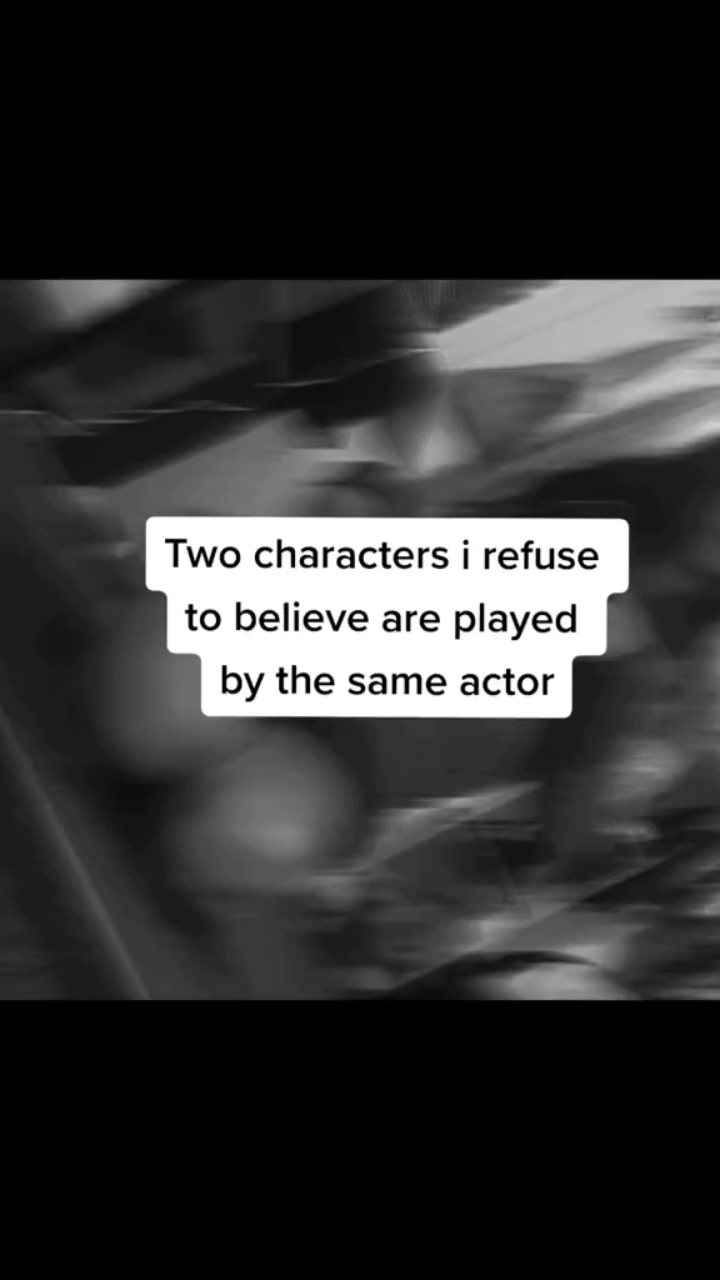 Two characters i refuse
to believe are played
by the same actor